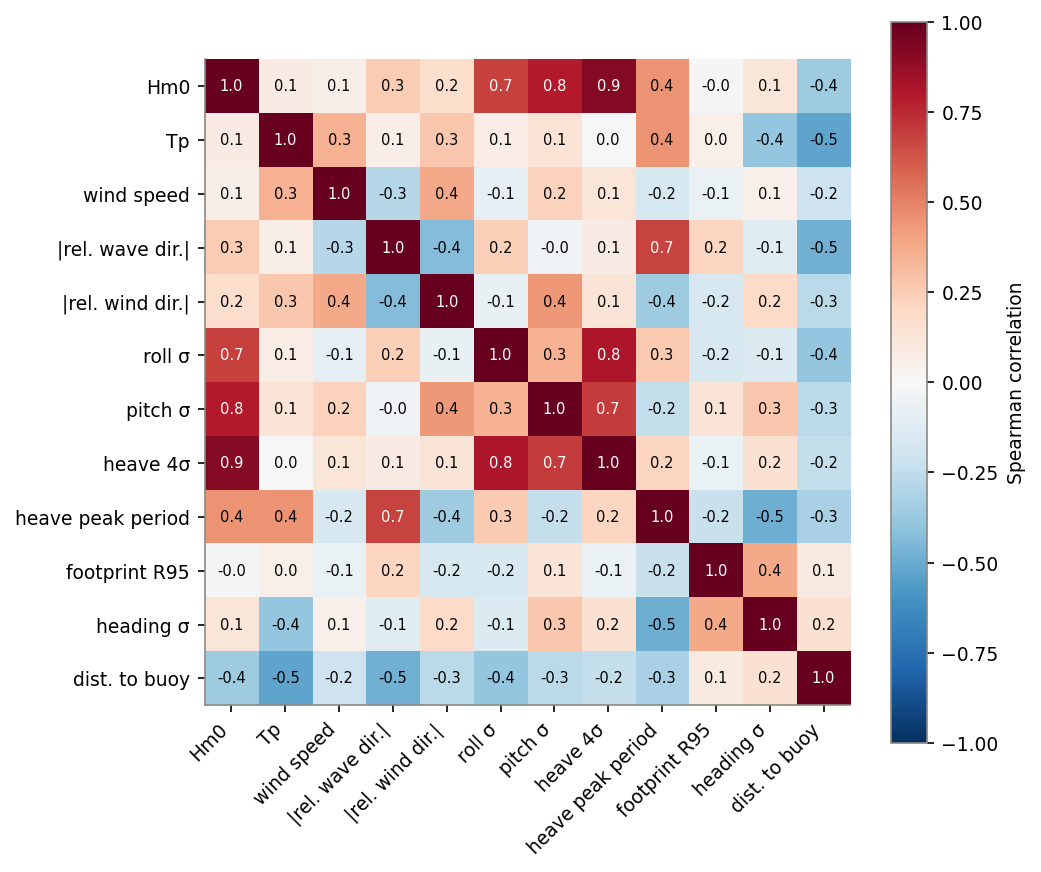 1.00
Hm0 1.0 0.1 0.1 0.3 0.2 0.7 0.8 0.9 0.4 -0.0 0.1 -0.4
0.75
Tp 0.1 1.0 0.3 0.1 0.3 0.1 0.1 0.0 0.4 0.0 -0.4 -0.5
wind speed 0.1 0.3 1.0 -0.3 0.4 -0.1 0.2 0.1 -0.2 -0.1 0.1 -0.2
0.50
|rel. wave dir.| 0.3 0.1 -0.3 1.0 -0.4 0.2 -0.0 0.1 0.7 0.2 -0.1 -0.5
0.25
|rel. wind dir.| 0.2 0.3 0.4 -0.4 1.0 -0.1 0.4 0.1 -0.4 -0.2 0.2 -0.3
roll σ 0.7 0.1 -0.1 0.2 -0.1 1.0 0.3 0.8 0.3 -0.2 -0.1 -0.4
0.00
Spearman correlation
pitch σ 0.8 0.1 0.2 -0.0 0.4 0.3 1.0 0.7 -0.2 0.1 0.3 -0.3
heave 4σ 0.9 0.0 0.1 0.1 0.1 0.8 0.7 1.0 0.2 -0.1 0.2 -0.2
−0.25
heave peak period 0.4 0.4 -0.2 0.7 -0.4 0.3 -0.2 0.2 1.0 -0.2 -0.5 -0.3
−0.50
footprint R95 -0.0 0.0 -0.1 0.2 -0.2 -0.2 0.1 -0.1 -0.2 1.0 0.4 0.1
heading σ 0.1 -0.4 0.1 -0.1 0.2 -0.1 0.3 0.2 -0.5 0.4 1.0 0.2
−0.75
dist. to buoy -0.4 -0.5 -0.2 -0.5 -0.3 -0.4 -0.3 -0.2 -0.3 0.1 0.2 1.0
−1.00
Hm0
Tp
wind speed
|rel. wave dir.|
|rel. wind dir.|
roll σ
pitch σ
heave 4σ
heave peak period
footprint R95
heading σ
dist. to buoy